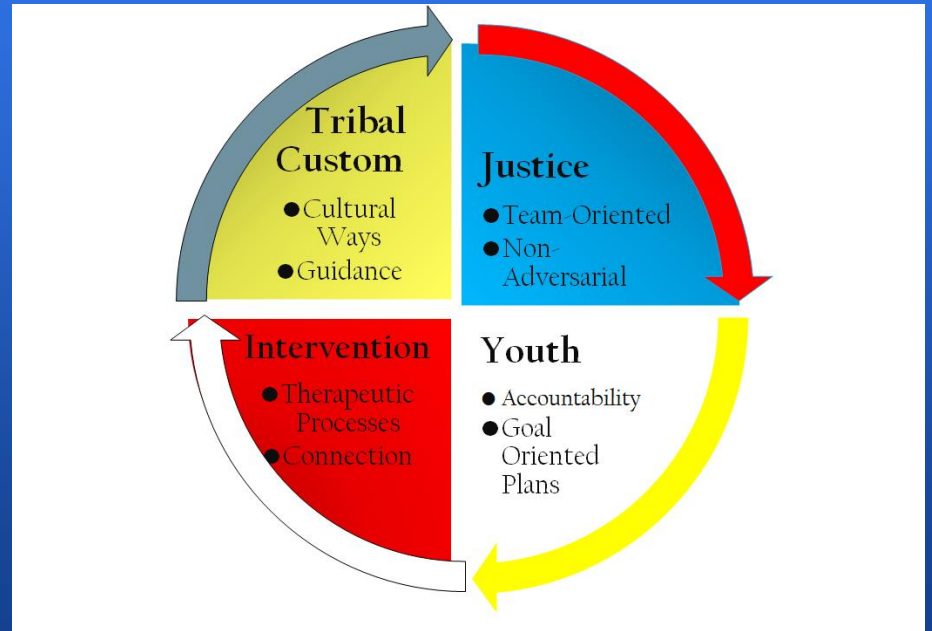 Tribal
Custom
● Cultural
Ways
● Guidance
Justice
● Team-Oriented
● Non-
Adversarial
Intervention
● Therapeutic
Processes
● Connection
Youth
● Accountability
● Goal
Oriented
Plans